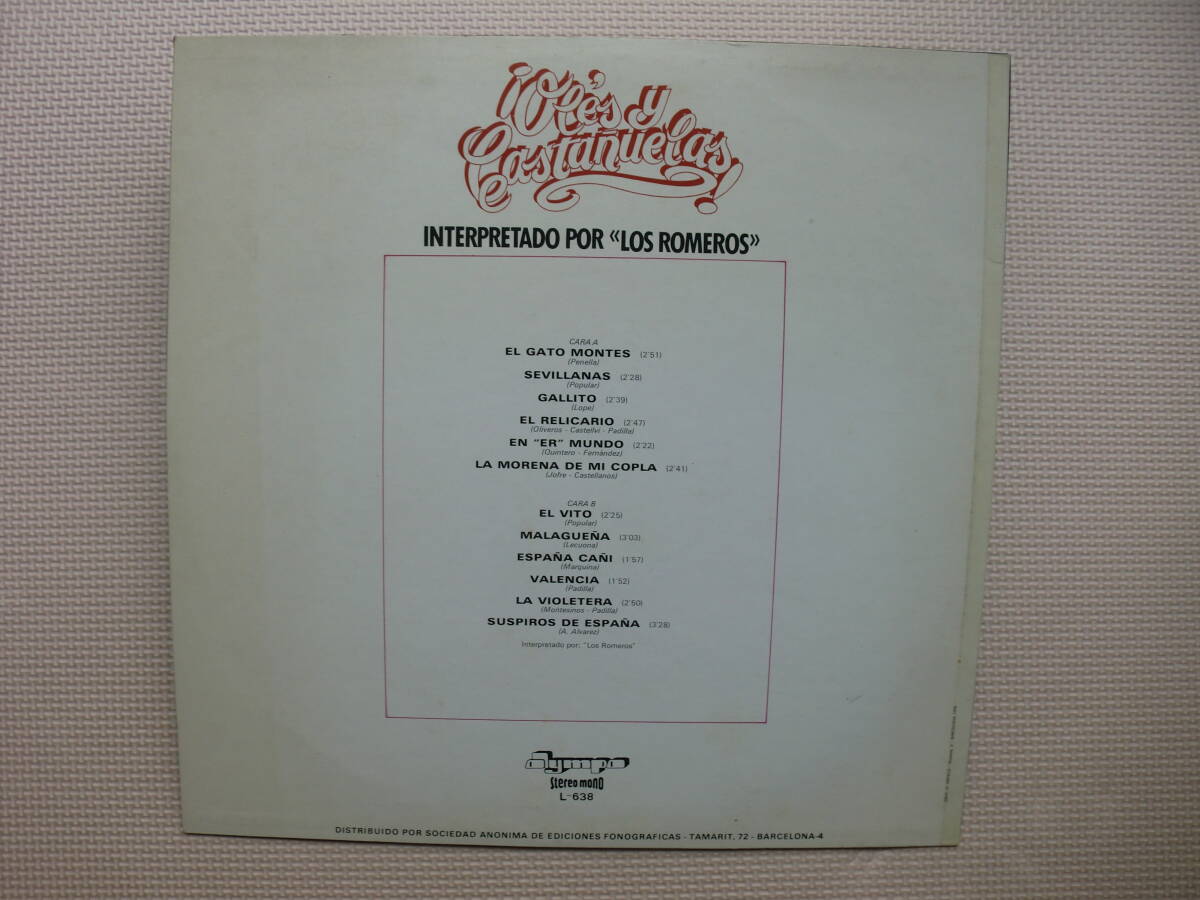 ¡Olés y
Castañuelas!
INTERPRETADO POR «LOS ROMEROS»
CARA A
EL GATO MONTES (2'51)
(Penella)
SEVILLANAS (2'28)
(Popular)
GALLITO (2'39)
(Lope)
EL RELICARIO (2'47)
(Oliveros - Castellvi - Padilla)
EN "ER" MUNDO (2'22)
(Quintero - Fernández)
LA MORENA DE MI COPLA (2'41)
(Jofre - Castellanos)
CARA B
EL VITO (2'25)
(Popular)
MALAGUEÑA (3'03)
(Lecuona)
ESPAÑA CAÑI (1'57)
(Marquina)
VALENCIA (1'52)
(Padilla)
LA VIOLETERA (2'50)
(Montesinos - Padilla)
SUSPIROS DE ESPAÑA (3'28)
(A. Alvarez)
Interpretado por: "Los Romeros"
Olympo
Stereo mono
L-638
DISTRIBUIDO POR SOCIEDAD ANONIMA DE EDICIONES FONOGRAFICAS - TAMARIT, 72 - BARCELONA-4